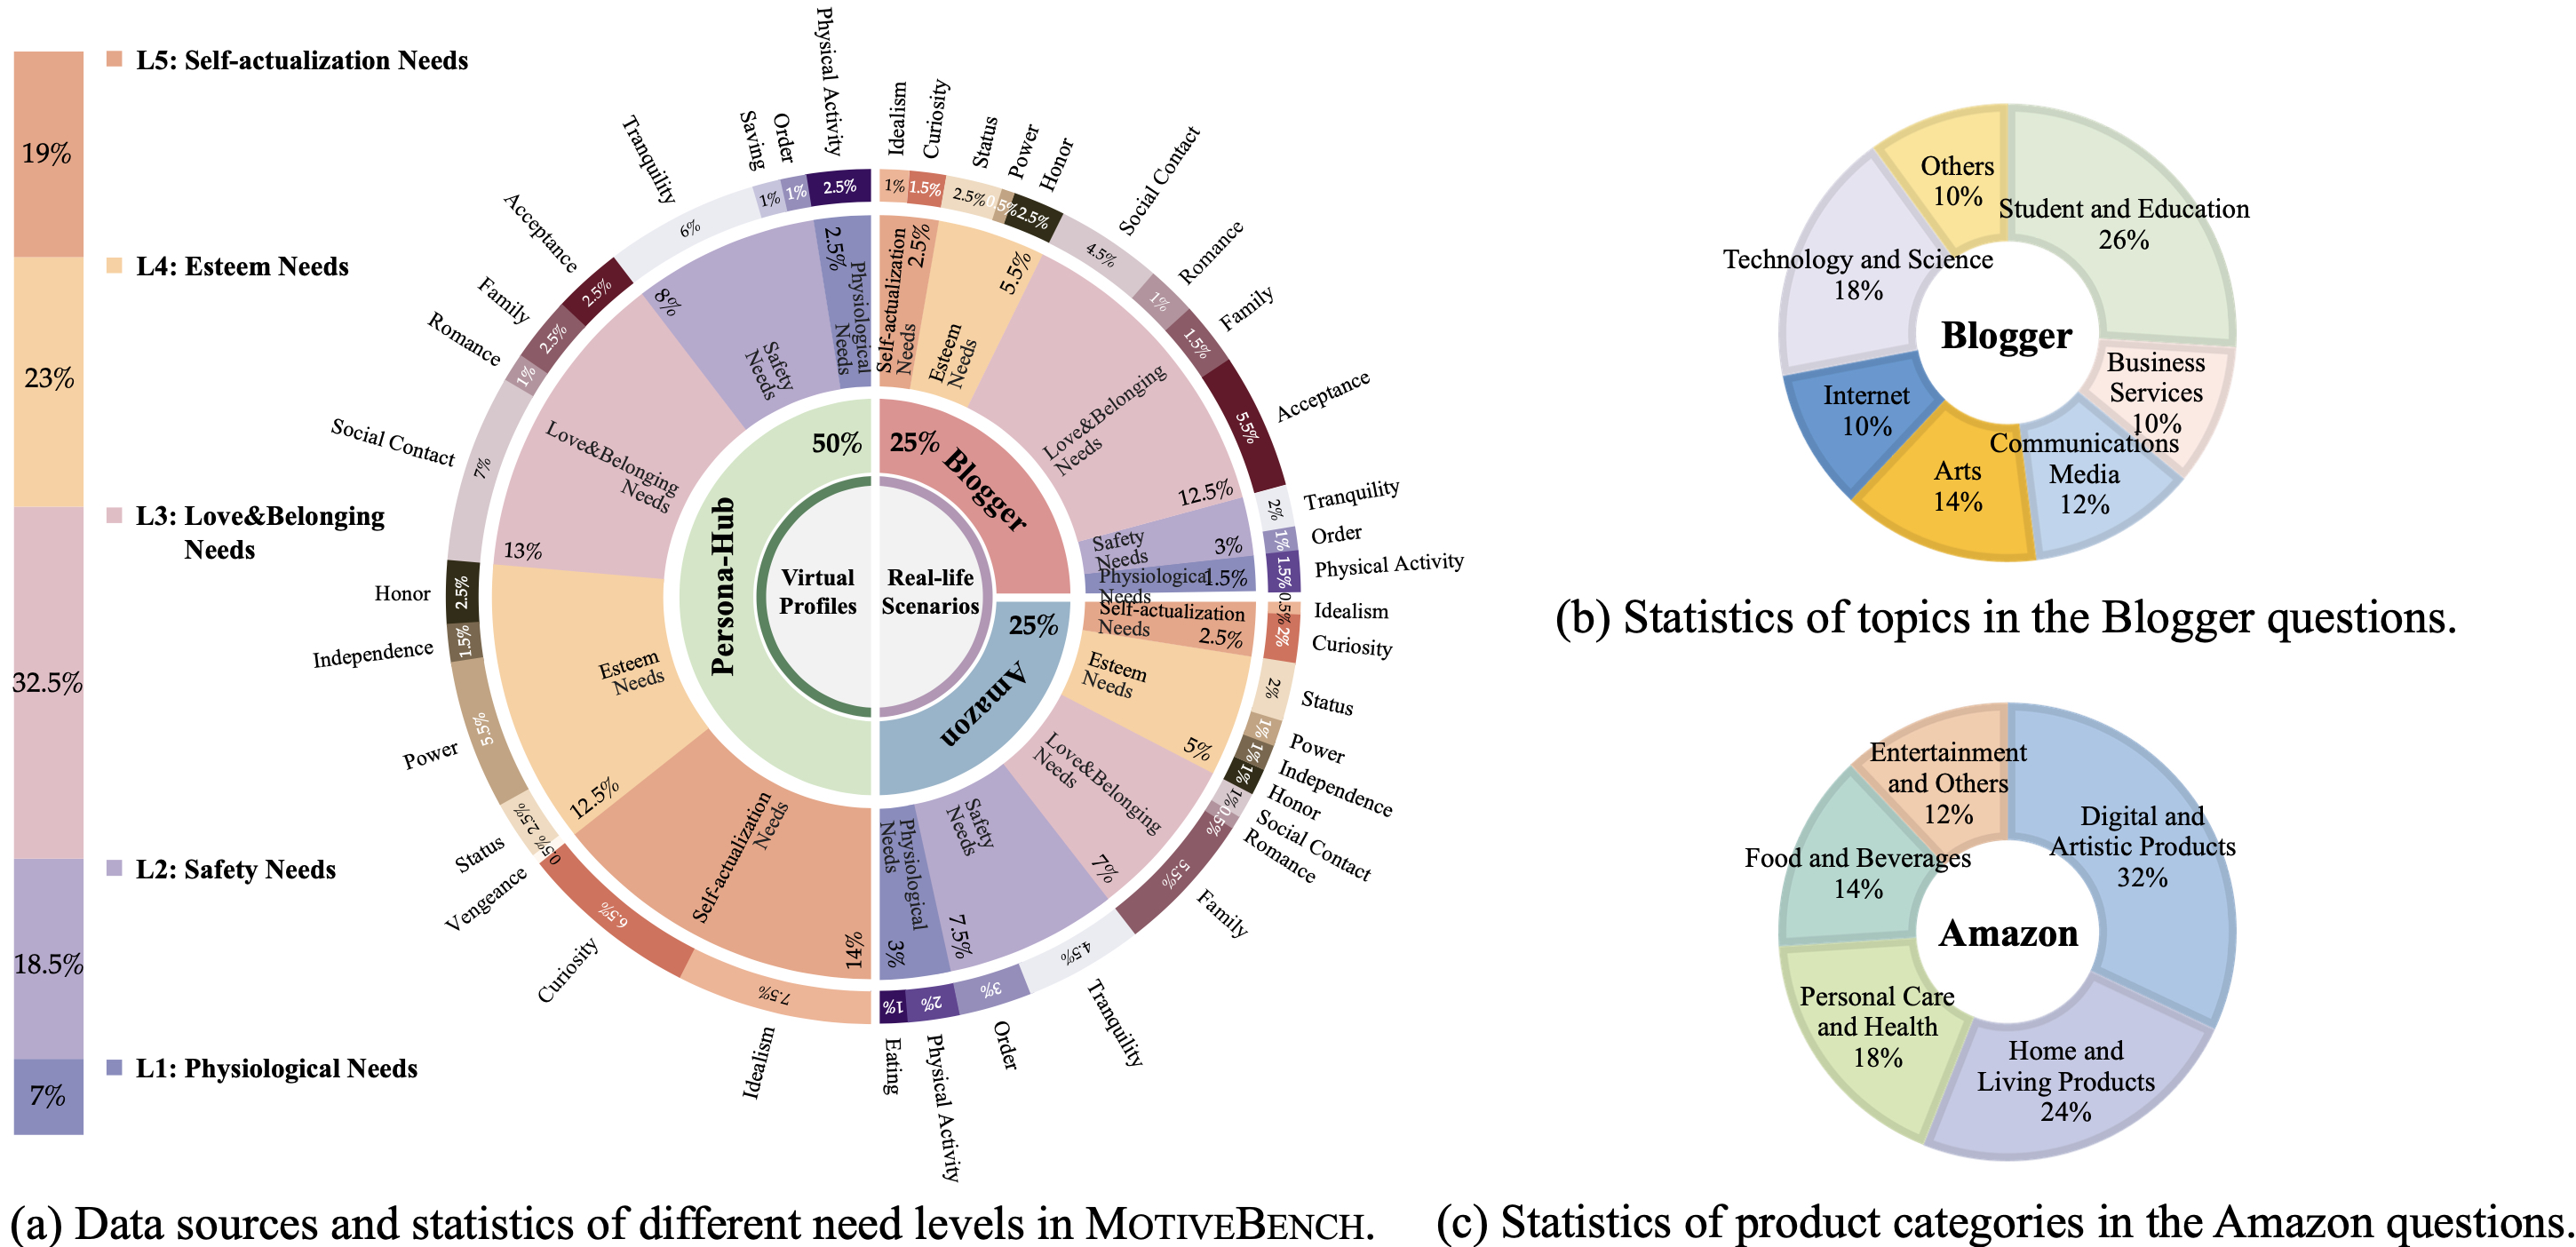 L5: Self-actualization Needs
19%
L4: Esteem Needs
23%
L3: Love&Belonging
Needs
32.5%
L2: Safety Needs
18.5%
L1: Physiological Needs
7%
Virtual
Profiles
Real-life
Scenarios
Persona-Hub
50%
Blogger
25%
Amazon
25%
Self-actualization
Needs
2.5%
Esteem
Needs
5.5%
Love&Belonging
Needs
12.5%
Safety
Needs
3%
Physiological
Needs
1.5%
Self-actualization
Needs
2.5%
Esteem
Needs
5%
Love&Belonging
Needs
7%
Safety
Needs
7.5%
Physiological
Needs
3%
Self-actualization
Needs
14%
Esteem
Needs
12.5%
Love&Belonging
Needs
13%
Safety
Needs
8%
Physiological
Needs
2.5%
Idealism
1%
Curiosity
1.5%
Status
2.5%
Power
0.5%
Honor
2.5%
Social Contact
4.5%
Romance
1%
Family
1.5%
Acceptance
5.5%
Tranquility
2%
Order
1%
Physical Activity
1.5%
Idealism
0.5%
Curiosity
2%
Status
2%
Power
1%
Independence
1%
Honor
1%
Social Contact
1%
Romance
0.5%
Family
5.5%
Tranquility
4.5%
Order
3%
Physical Activity
2%
Eating
1%
Idealism
7.5%
Curiosity
6.5%
Vengeance
0.5%
Status
2.5%
Power
5.5%
Independence
1.5%
Honor
2.5%
Social Contact
7%
Romance
1%
Family
2.5%
Acceptance
2.5%
Tranquility
6%
Saving
1%
Order
1%
Physical Activity
2.5%
(a) Data sources and statistics of different need levels in MOTIVEBENCH.
Blogger
Student and Education
26%
Business
Services
10%
Communications
Media
12%
Arts
14%
Internet
10%
Technology and Science
18%
Others
10%
(b) Statistics of topics in the Blogger questions.
Amazon
Digital and
Artistic Products
32%
Home and
Living Products
24%
Personal Care
and Health
18%
Food and Beverages
14%
Entertainment
and Others
12%
(c) Statistics of product categories in the Amazon questions.